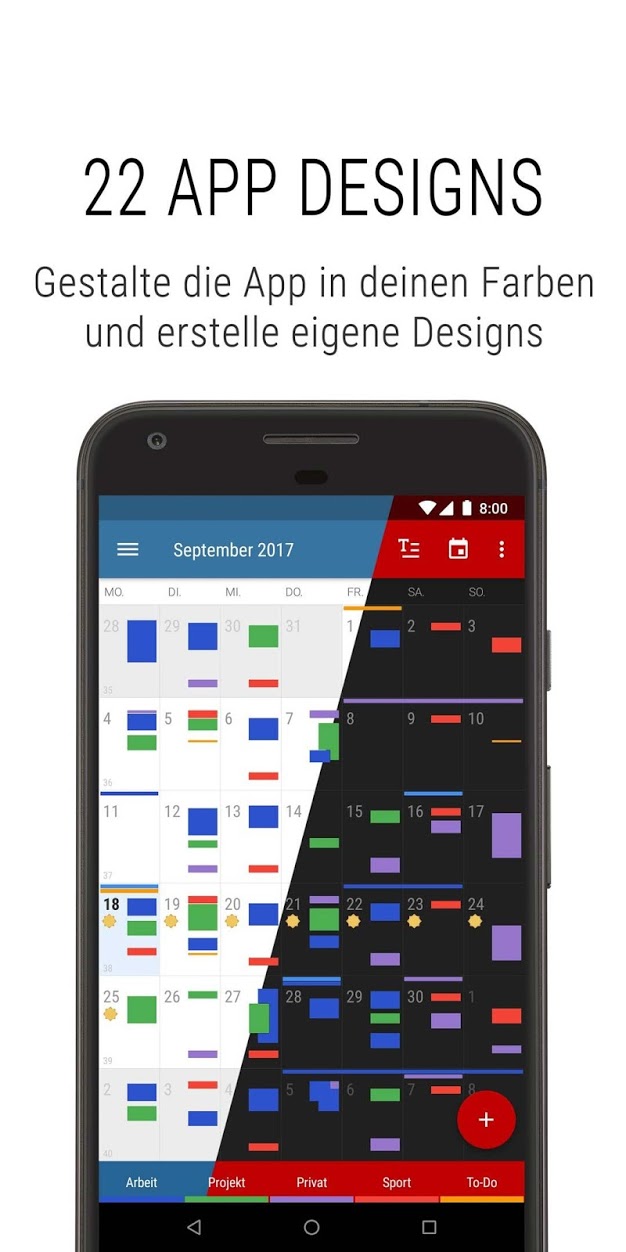 22 APP DESIGNS
Gestalte die App in deinen Farben
und erstelle eigene Designs
8:00
September 2017
MO. DI. MI. DO. FR. SA. SO.
28 29 30 31 1 2 3
35
4 5 6 7 8 9 10
36
11 12 13 14 15 16 17
37
18 19 20 21 22 23 24
38
25 26 27 28 29 30 1
39
2 3 4 5 6 7 8
+
40
Arbeit Projekt Privat Sport To-Do